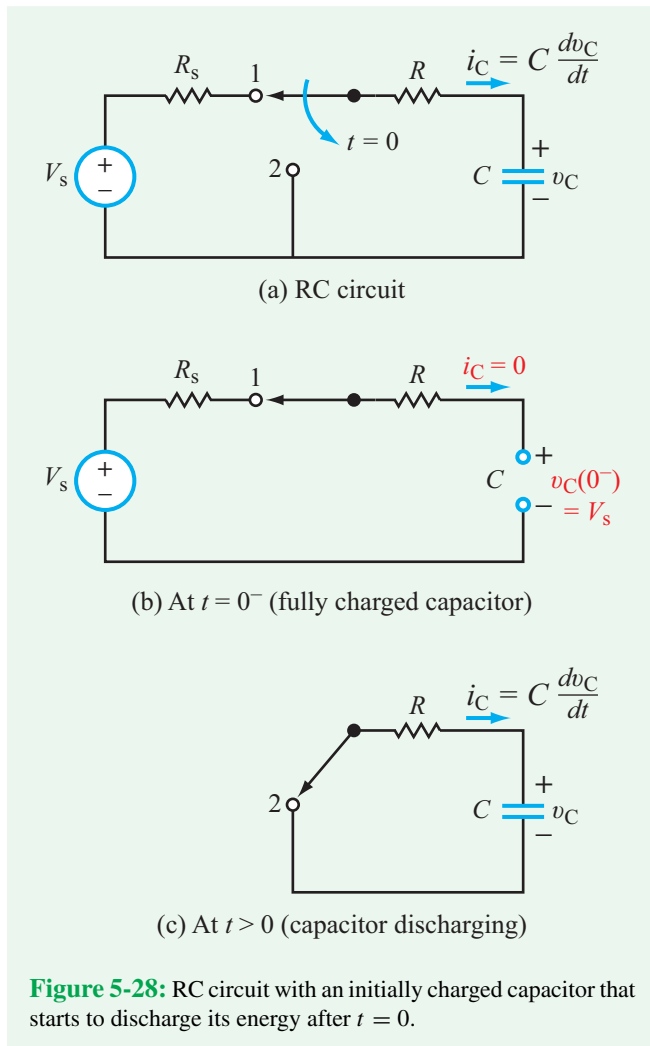 R_s
1
R
i_C = C dv_C/dt
t = 0
V_s
+
−
2
C
+
v_C
−
(a) RC circuit
R_s
1
R
i_C = 0
V_s
+
−
C
+
v_C(0⁻)
− = V_s
(b) At t = 0⁻ (fully charged capacitor)
R
i_C = C dv_C/dt
2
C
+
v_C
−
(c) At t > 0 (capacitor discharging)
Figure 5-28: RC circuit with an initially charged capacitor that
starts to discharge its energy after t = 0.